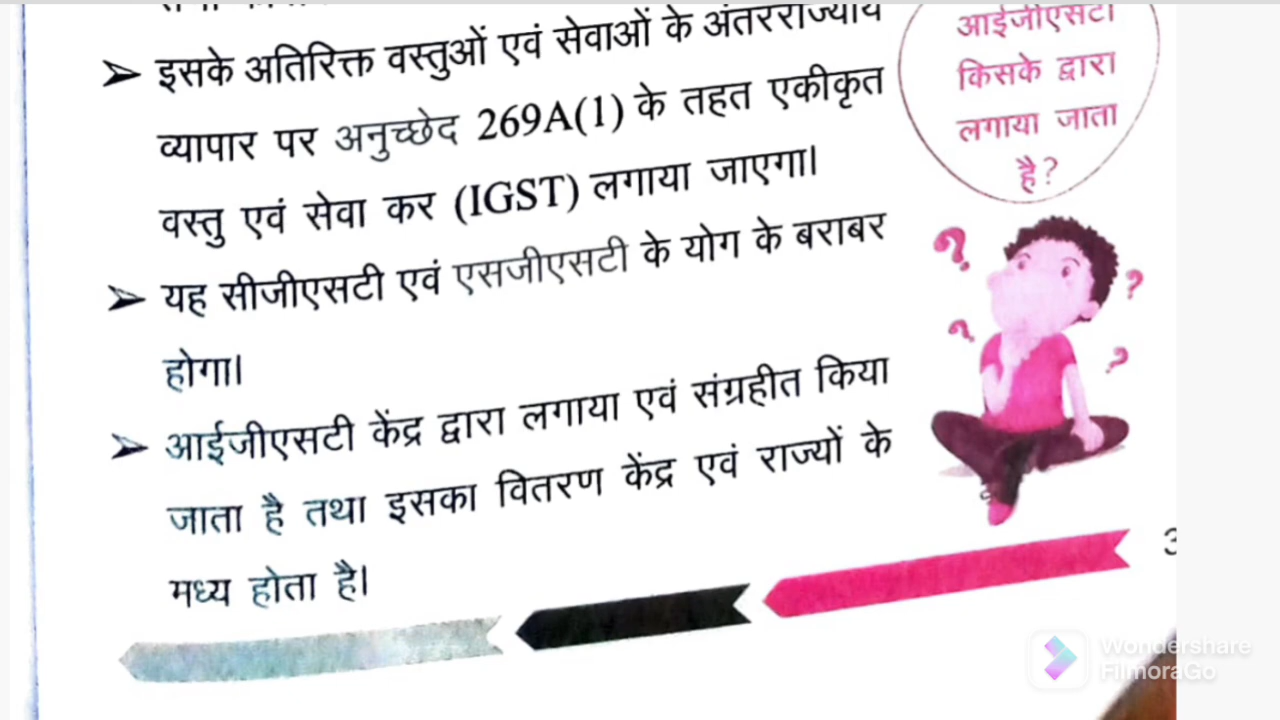 इसके अतिरिक्त वस्तुओं एवं सेवाओं के अंतरराज्यीय
व्यापार पर अनुच्छेद 269A(1) के तहत एकीकृत
वस्तु एवं सेवा कर (IGST) लगाया जाएगा।
यह सीजीएसटी एवं एसजीएसटी के योग के बराबर
होगा।
आईजीएसटी केंद्र द्वारा लगाया एवं संग्रहीत किया
जाता है तथा इसका वितरण केंद्र एवं राज्यों के
मध्य होता है।
आईजीएसटी
किसके द्वारा
लगाया जाता
है?
Wondershare
FilmoraGo